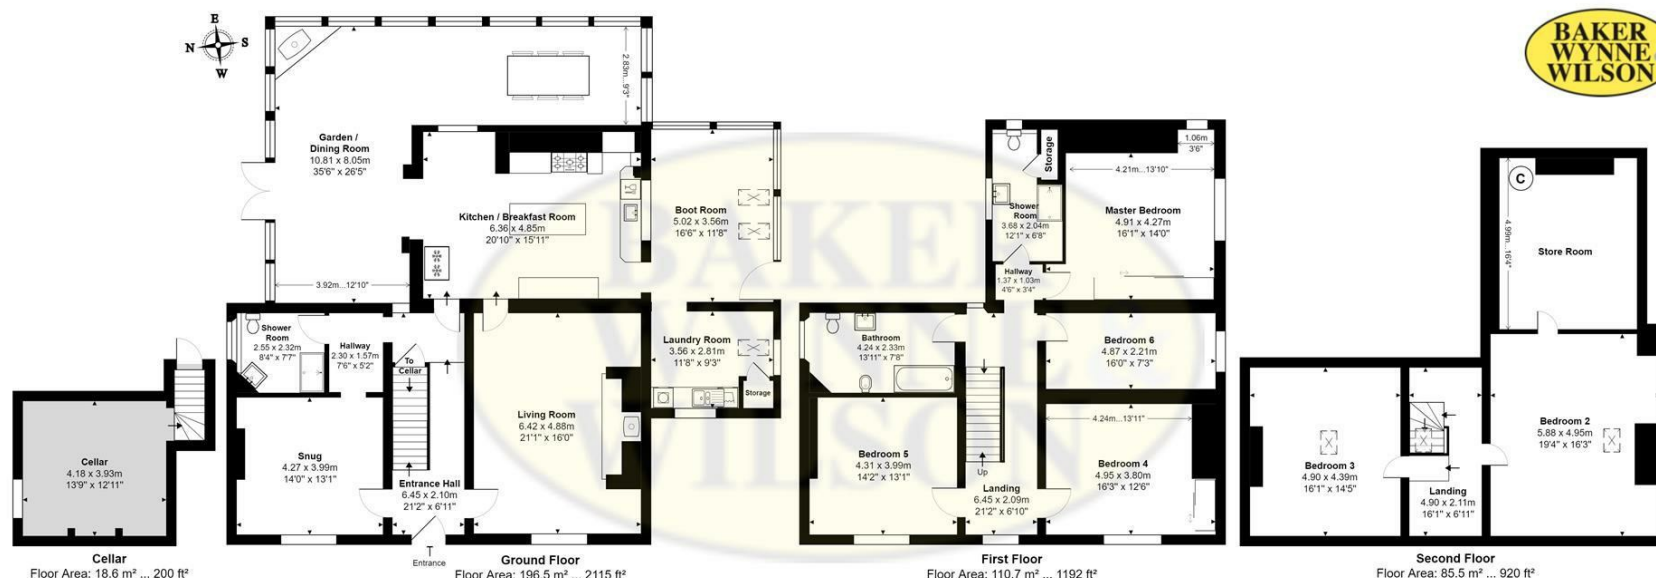 E
N
S
W
BAKER
WYNNE
WILSON
Garden /
Dining Room
10.81 x 8.05m
35'6" x 26'5"
2.83m...9'3"
3.92m...12'10"
Kitchen / Breakfast Room
6.36 x 4.85m
20'10" x 15'11"
Boot Room
5.02 x 3.56m
16'6" x 11'8"
Shower
Room
2.55 x 2.32m
8'4" x 7'7"
Hallway
2.30 x 1.57m
7'6" x 5'2"
To
Cellar
Laundry Room
3.56 x 2.81m
11'8" x 9'3"
Storage
Living Room
6.42 x 4.88m
21'1" x 16'0"
Snug
4.27 x 3.99m
14'0" x 13'1"
Entrance Hall
6.45 x 2.10m
21'2" x 6'11"
Entrance
Ground Floor
Floor Area: 196.5 m² ... 2115 ft²
Cellar
4.18 x 3.93m
13'9" x 12'11"
Cellar
Floor Area: 18.6 m² ... 200 ft²
Storage
1.06m
3'6"
4.21m...13'10"
Shower
Room
3.68 x 2.04m
12'1" x 6'8"
Master Bedroom
4.91 x 4.27m
16'1" x 14'0"
Hallway
1.37 x 1.03m
4'6" x 3'4"
Bathroom
4.24 x 2.33m
13'11" x 7'8"
Bedroom 6
4.87 x 2.21m
16'0" x 7'3"
4.24m...13'11"
Bedroom 5
4.31 x 3.99m
14'2" x 13'1"
Up
Landing
6.45 x 2.09m
21'2" x 6'10"
Bedroom 4
4.95 x 3.80m
16'3" x 12'6"
First Floor
Floor Area: 110.7 m² ... 1192 ft²
C
4.99m...16'4"
Store Room
Bedroom 2
5.88 x 4.95m
19'4" x 16'3"
Bedroom 3
4.90 x 4.39m
16'1" x 14'5"
Landing
4.90 x 2.11m
16'1" x 6'11"
Second Floor
Floor Area: 85.5 m² ... 920 ft²
BAKER
WYNNE
WILSON